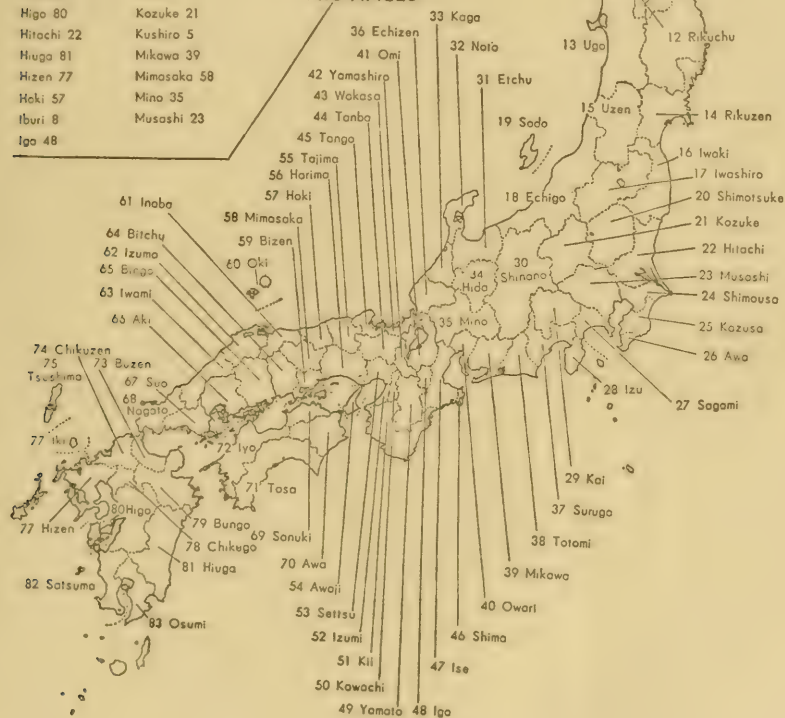 Higo 80
Hitachi 22
Hiuga 81
Hizen 77
Hoki 57
Iburi 8
Iga 48
Kozuke 21
Kushiro 5
Mikawa 39
Mimasaka 58
Mino 35
Musashi 23
33 Kaga
36 Echizen
32 Noto
41 Omi
31 Etchu
42 Yamashiro
43 Wakasa
44 Tanba
45 Tango
55 Tajima
56 Harima
57 Hoki
58 Mimasaka
59 Bizen
60 Oki
61 Inaba
64 Bitchy
62 Izumo
65 Bingo
63 Iwami
66 Aki
74 Chikuzen
73 Buzen
75
Tsushima
67 Suo
68
Nagato
77 Iki
72 Iyo
71 Tosa
77 Hizen
80 Higo
79 Bungo
78 Chikugo
81 Hiuga
82 Satsuma
83 Osumi
69 Sanuki
70 Awa
54 Awaji
53 Settsu
52 Izumi
51 Kii
50 Kawachi
49 Yamato
48 Iga
47 Ise
46 Shima
40 Owari
39 Mikawa
38 Totomi
37 Suruga
29 Kai
28 Izu
27 Sagami
26 Awa
25 Kazusa
24 Shimousa
23 Musashi
22 Hitachi
21 Kozuke
20 Shimotsuke
17 Iwashiro
16 Iwaki
14 Rikuzen
15 Uzen
13 Ugo
12 Rikuchu
19 Sado
18 Echigo
30
Shinano
34
Hida
35 Mino